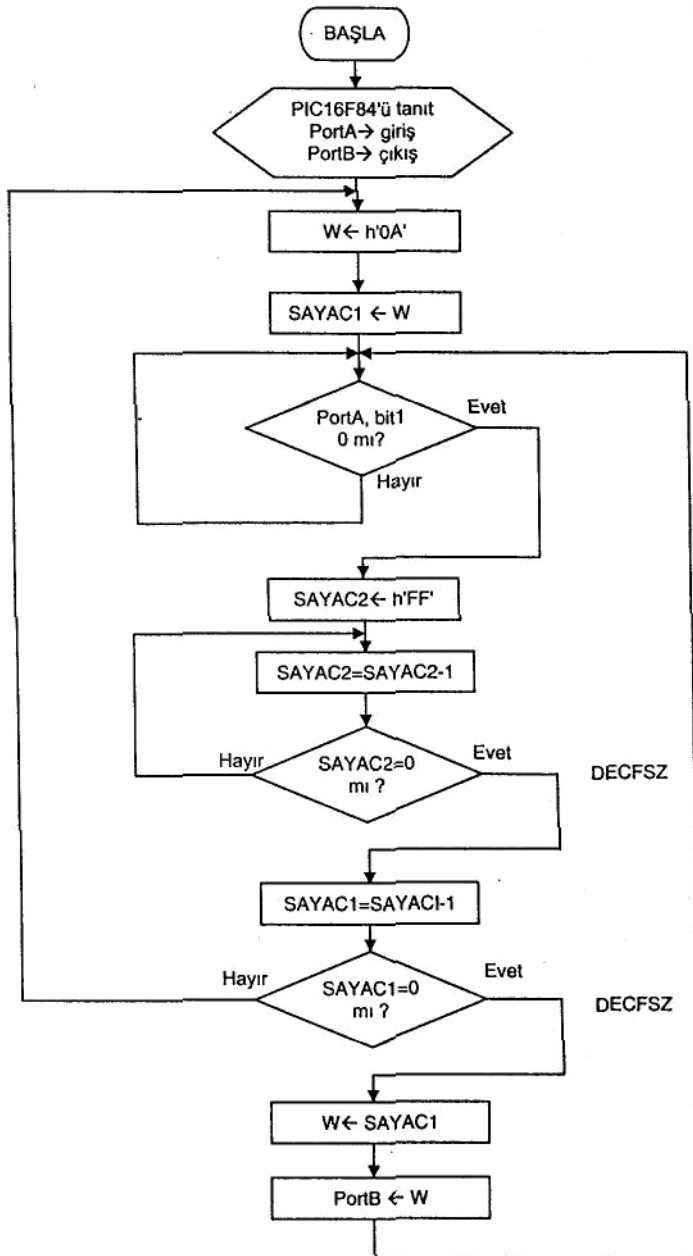 BAŞLA
PIC16F84'ü tanıt
PortA→ giriş
PortB→ çıkış
W← h'0A'
SAYAC1 ← W
PortA, bit1
0 mı?
Evet
Hayır
SAYAC2← h'FF'
SAYAC2=SAYAC2-1
Hayır
SAYAC2=0
mı ?
Evet
DECFSZ
SAYAC1=SAYACI-1
Hayır
SAYAC1=0
mı ?
Evet
DECFSZ
W← SAYAC1
PortB ← W